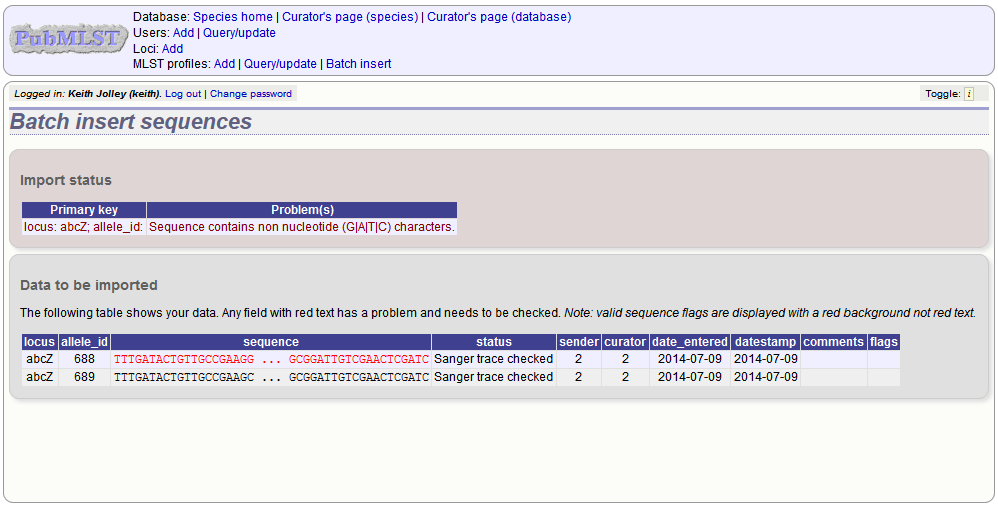 PubMLST
Database: Species home | Curator's page (species) | Curator's page (database)
Users: Add | Query/update
Loci: Add
MLST profiles: Add | Query/update | Batch insert
Logged in: Keith Jolley (keith). Log out | Change password
Toggle: i
Batch insert sequences
Import status
Primary key Problem(s)
locus: abcZ; allele_id: Sequence contains non nucleotide (G|A|T|C) characters.
Data to be imported
The following table shows your data. Any field with red text has a problem and needs to be checked. Note: valid sequence flags are displayed with a red background not red text.
locus allele_id sequence status sender curator date_entered datestamp comments flags
abcZ 688 TTTGATACTGTTGCCGAAGG ... GCGGATTGTCGAACTCGATC Sanger trace checked 2 2 2014-07-09 2014-07-09
abcZ 689 TTTGATACTGTTGCCGAAGC ... GCGGATTGTCGAACTCGATC Sanger trace checked 2 2 2014-07-09 2014-07-09